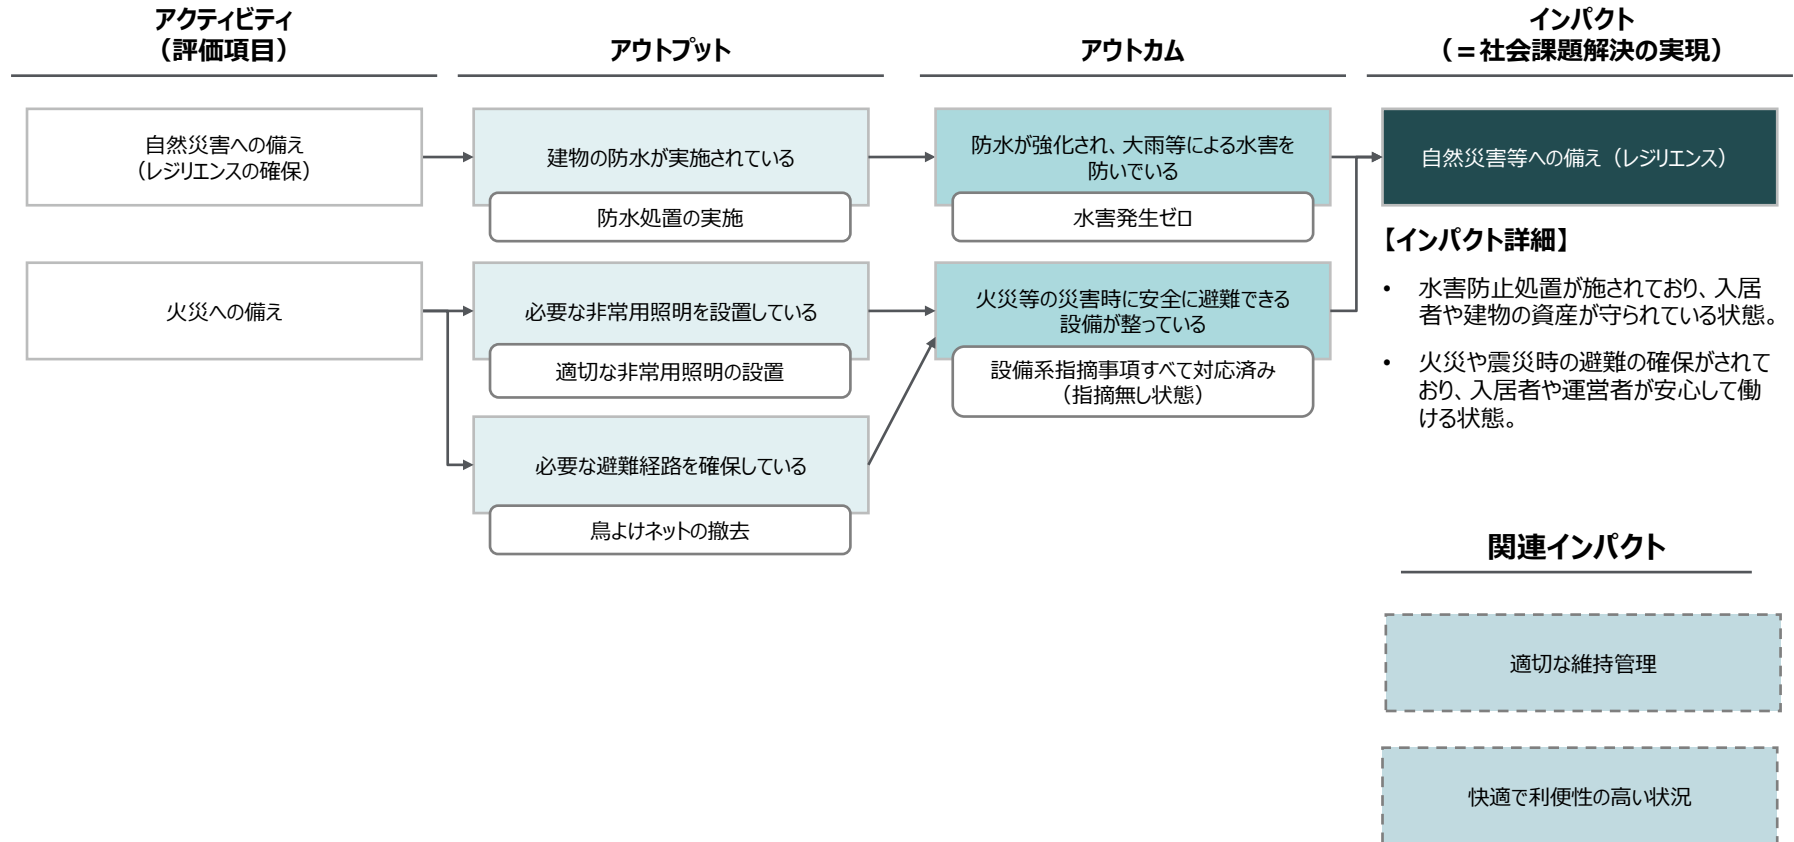 アクティビティ
（評価項目）
アウトプット
アウトカム
インパクト
（＝社会課題解決の実現）
自然災害への備え
（レジリエンスの確保）
建物の防水が実施されている
防水処置の実施
防水が強化され、大雨等による水害を
防いでいる
水害発生ゼロ
自然災害等への備え（レジリエンス）
火災への備え
必要な非常用照明を設置している
適切な非常用照明の設置
必要な避難経路を確保している
鳥よけネットの撤去
火災等の災害時に安全に避難できる
設備が整っている
設備系指摘事項すべて対応済み
（指摘無し状態）
【インパクト詳細】
• 水害防止処置が施されており、入居
者や建物の資産が守られている状態。
• 火災や震災時の避難の確保がされて
おり、入居者や運営者が安心して働
ける状態。
関連インパクト
適切な維持管理
快適で利便性の高い状況